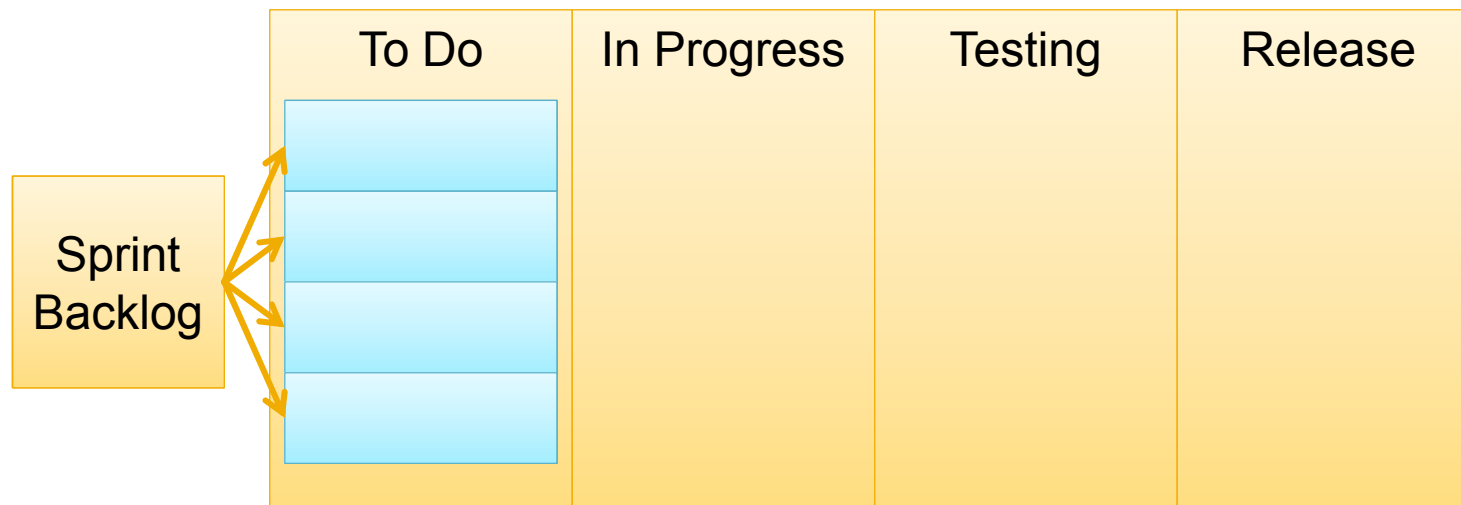 To Do
In Progress
Testing
Release
Sprint
Backlog